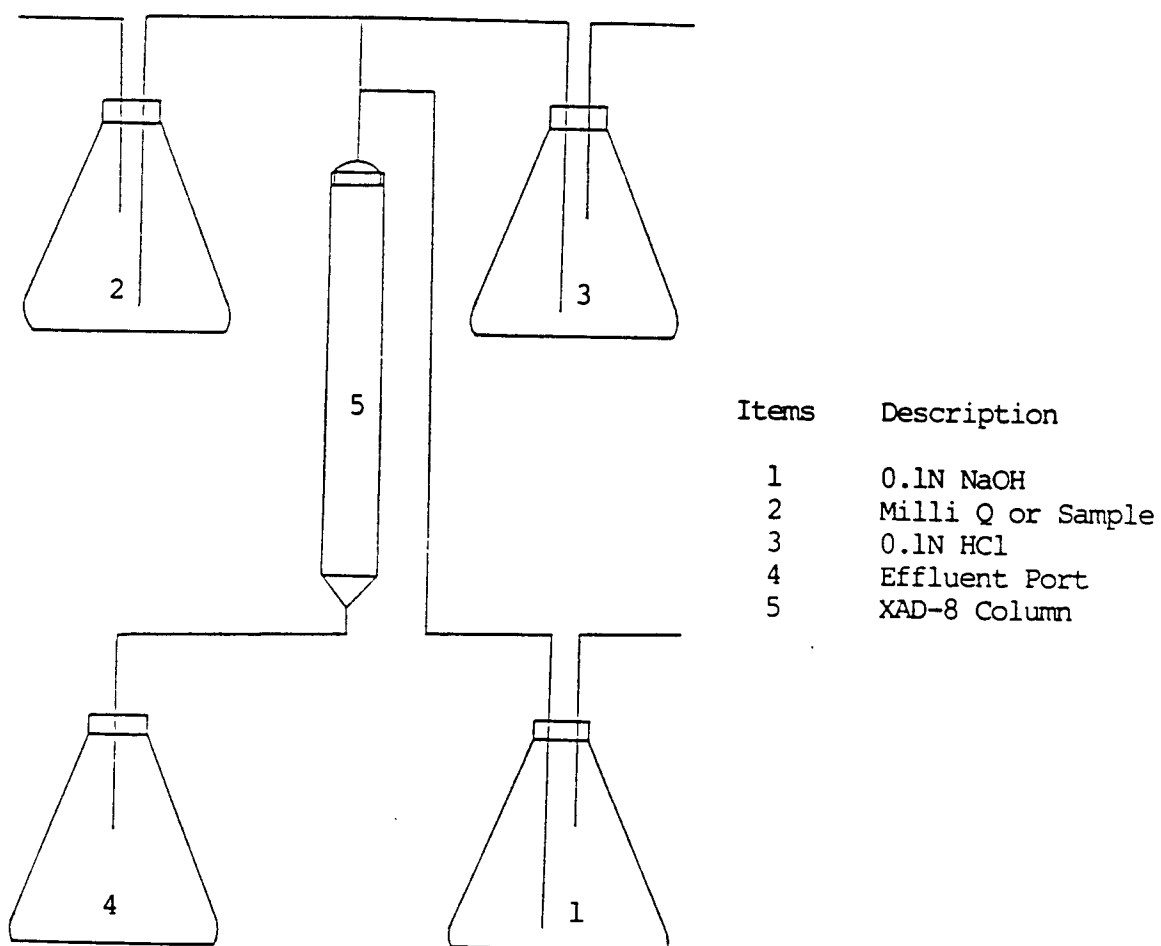 2
3
5
Items Description
1 0.1N NaOH
2 Milli Q or Sample
3 0.1N HCl
4 Effluent Port
5 XAD-8 Column
4
1